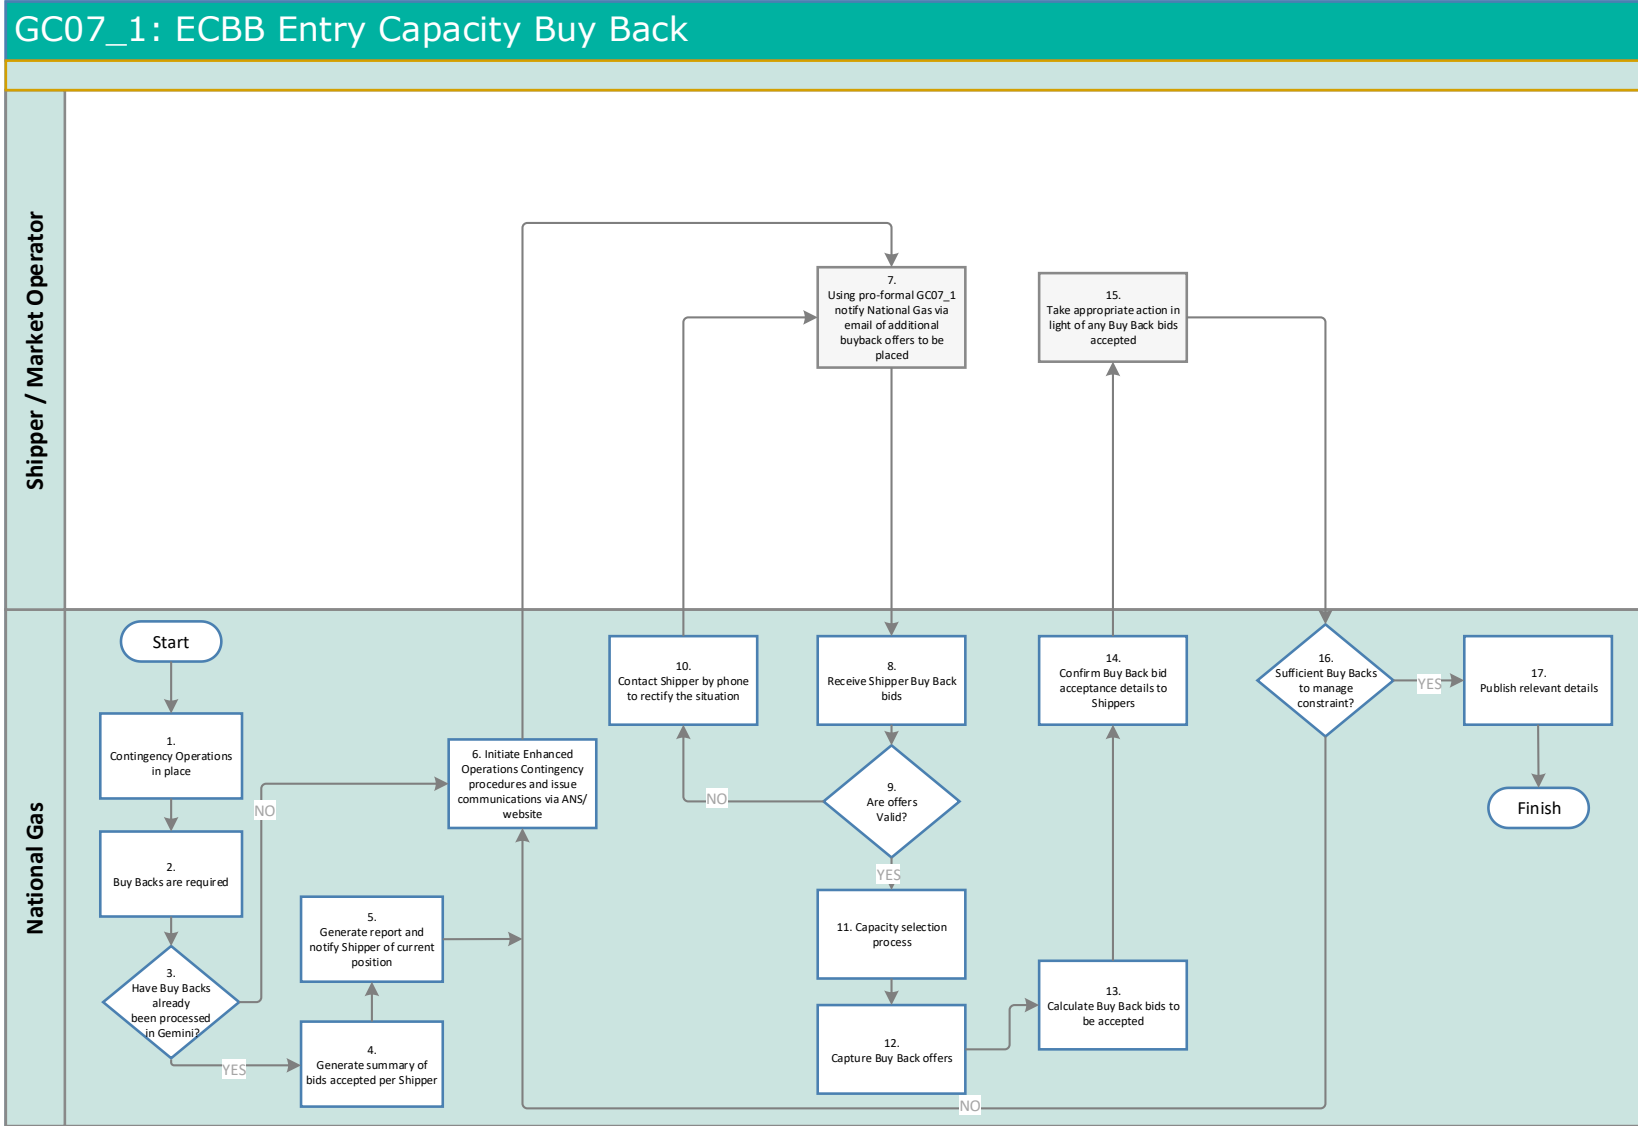 GC07_1: ECBB Entry Capacity Buy Back
Shipper / Market Operator
7.
Using pro-formal GC07_1
notify National Gas via
email of additional
buyback offers to be
placed
15.
Take appropriate action in
light of any Buy Back bids
accepted
National Gas
Start
1.
Contingency Operations
in place
2.
Buy Backs are required
3.
Have Buy Backs
already
been processed
in Gemini?
NO
YES
4.
Generate summary of
bids accepted per Shipper
5.
Generate report and
notify Shipper of current
position
6. Initiate Enhanced
Operations Contingency
procedures and issue
communications via ANS/
website
10.
Contact Shipper by phone
to rectify the situation
8.
Receive Shipper Buy Back
bids
9.
Are offers
Valid?
NO
YES
11. Capacity selection
process
12.
Capture Buy Back offers
13.
Calculate Buy Back bids to
be accepted
14.
Confirm Buy Back bid
acceptance details to
Shippers
16.
Sufficient Buy Backs
to manage
constraint?
YES
NO
17.
Publish relevant details
Finish